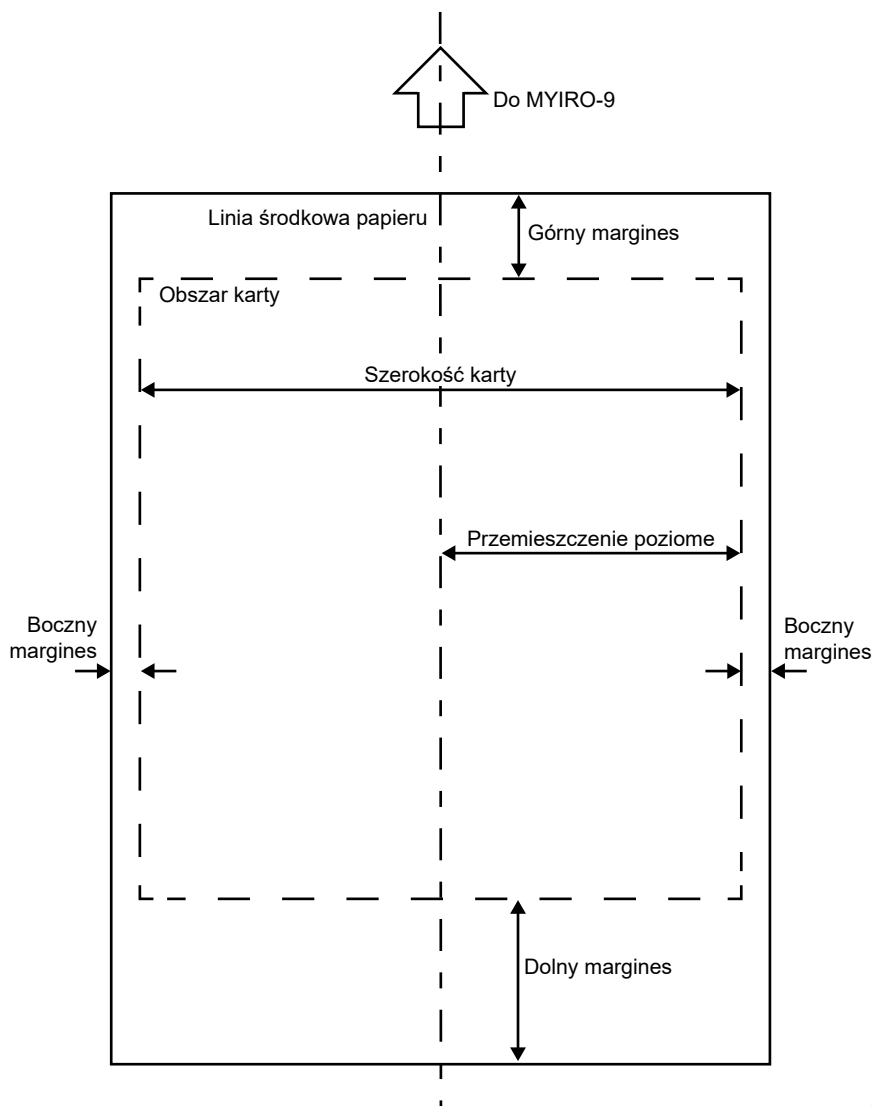 Do MYIRO-9
Linia środkowa papieru
Górny margines
Obszar karty
Szerokość karty
Przemieszczenie poziome
Boczny
margines
Boczny
margines
Dolny margines